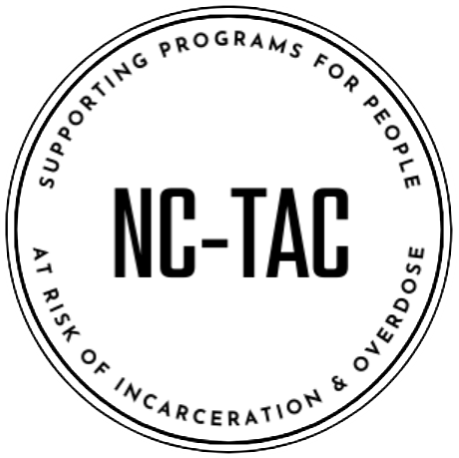 SUPPORTING PROGRAMS FOR PEOPLE
NC-TAC
AT RISK OF INCARCERATION & OVERDOSE